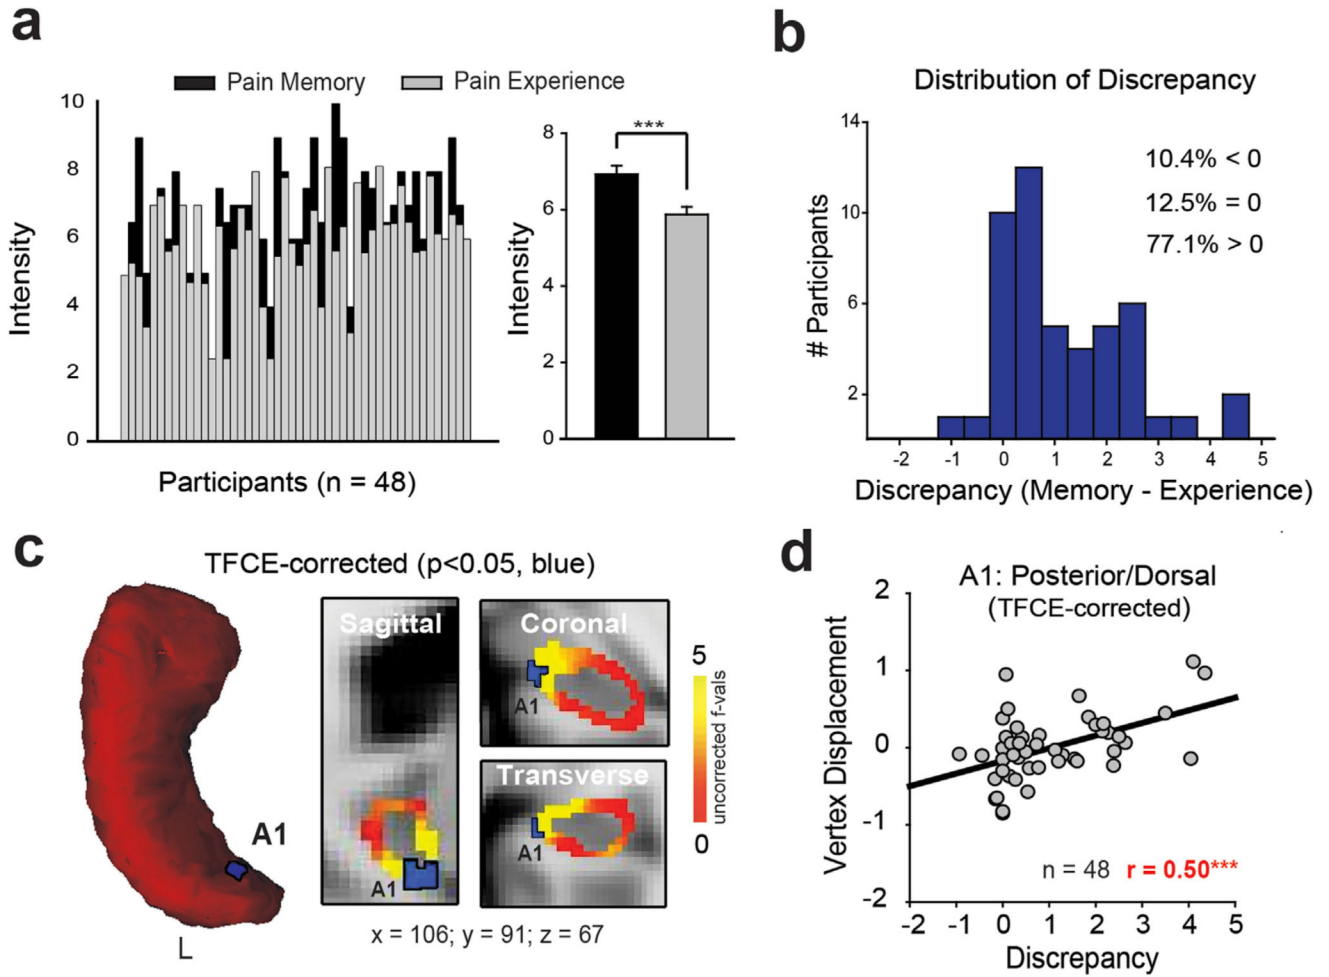 a
Pain Memory
Pain Experience
10
8
6
4
2
0
Intensity
Participants (n = 48)
***
8
6
4
2
0
Intensity
b
Distribution of Discrepancy
14
10
6
2
# Participants
10.4% < 0
12.5% = 0
77.1% > 0
-2 -1 0 1 2 3 4 5
Discrepancy (Memory - Experience)
c
TFCE-corrected (p<0.05, blue)
A1
L
Sagittal
A1
Coronal
A1
Transverse
A1
5
0
uncorrected f-vals
x = 106; y = 91; z = 67
d
A1: Posterior/Dorsal
(TFCE-corrected)
2
1
0
-1
-2
Vertex Displacement
n = 48 r = 0.50***
-2 -1 0 1 2 3 4 5
Discrepancy